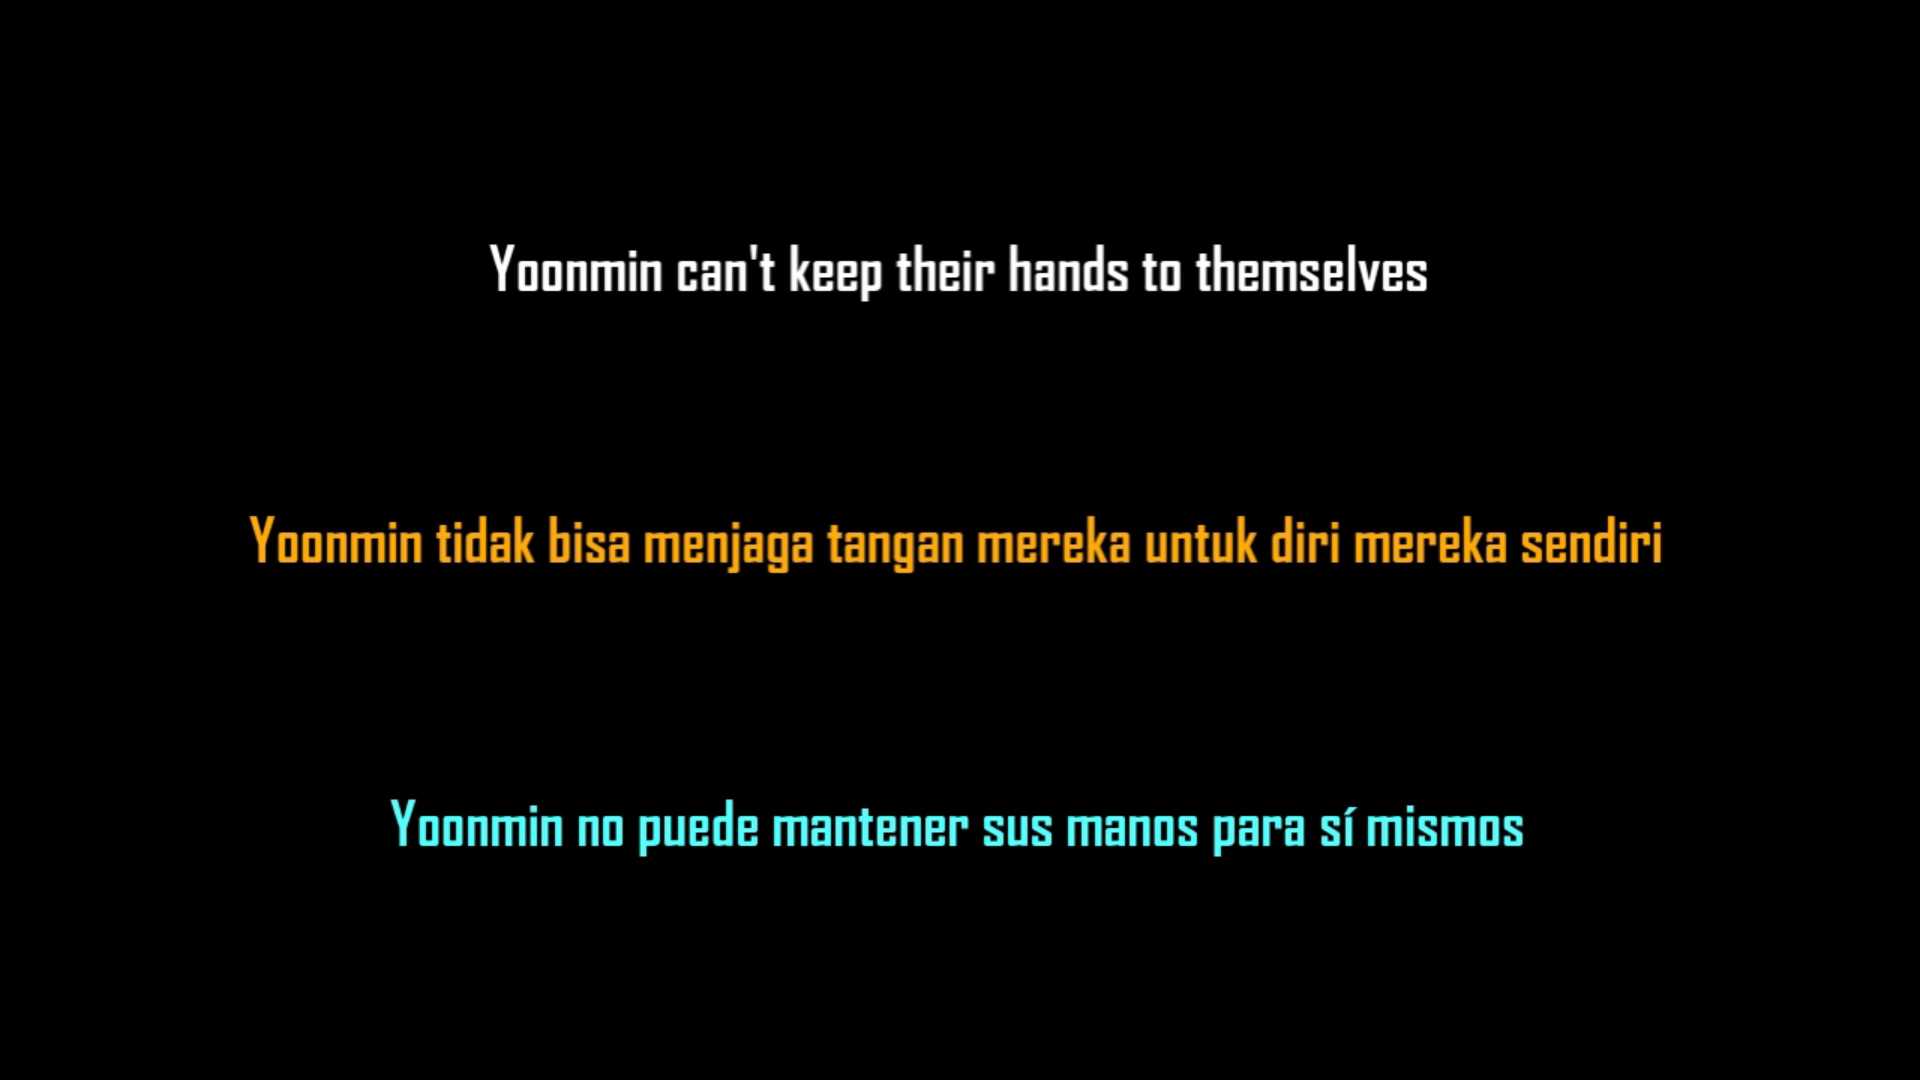 Yoonmin can't keep their hands to themselves
Yoonmin tidak bisa menjaga tangan mereka untuk diri mereka sendiri
Yoonmin no puede mantener sus manos para sí mismos